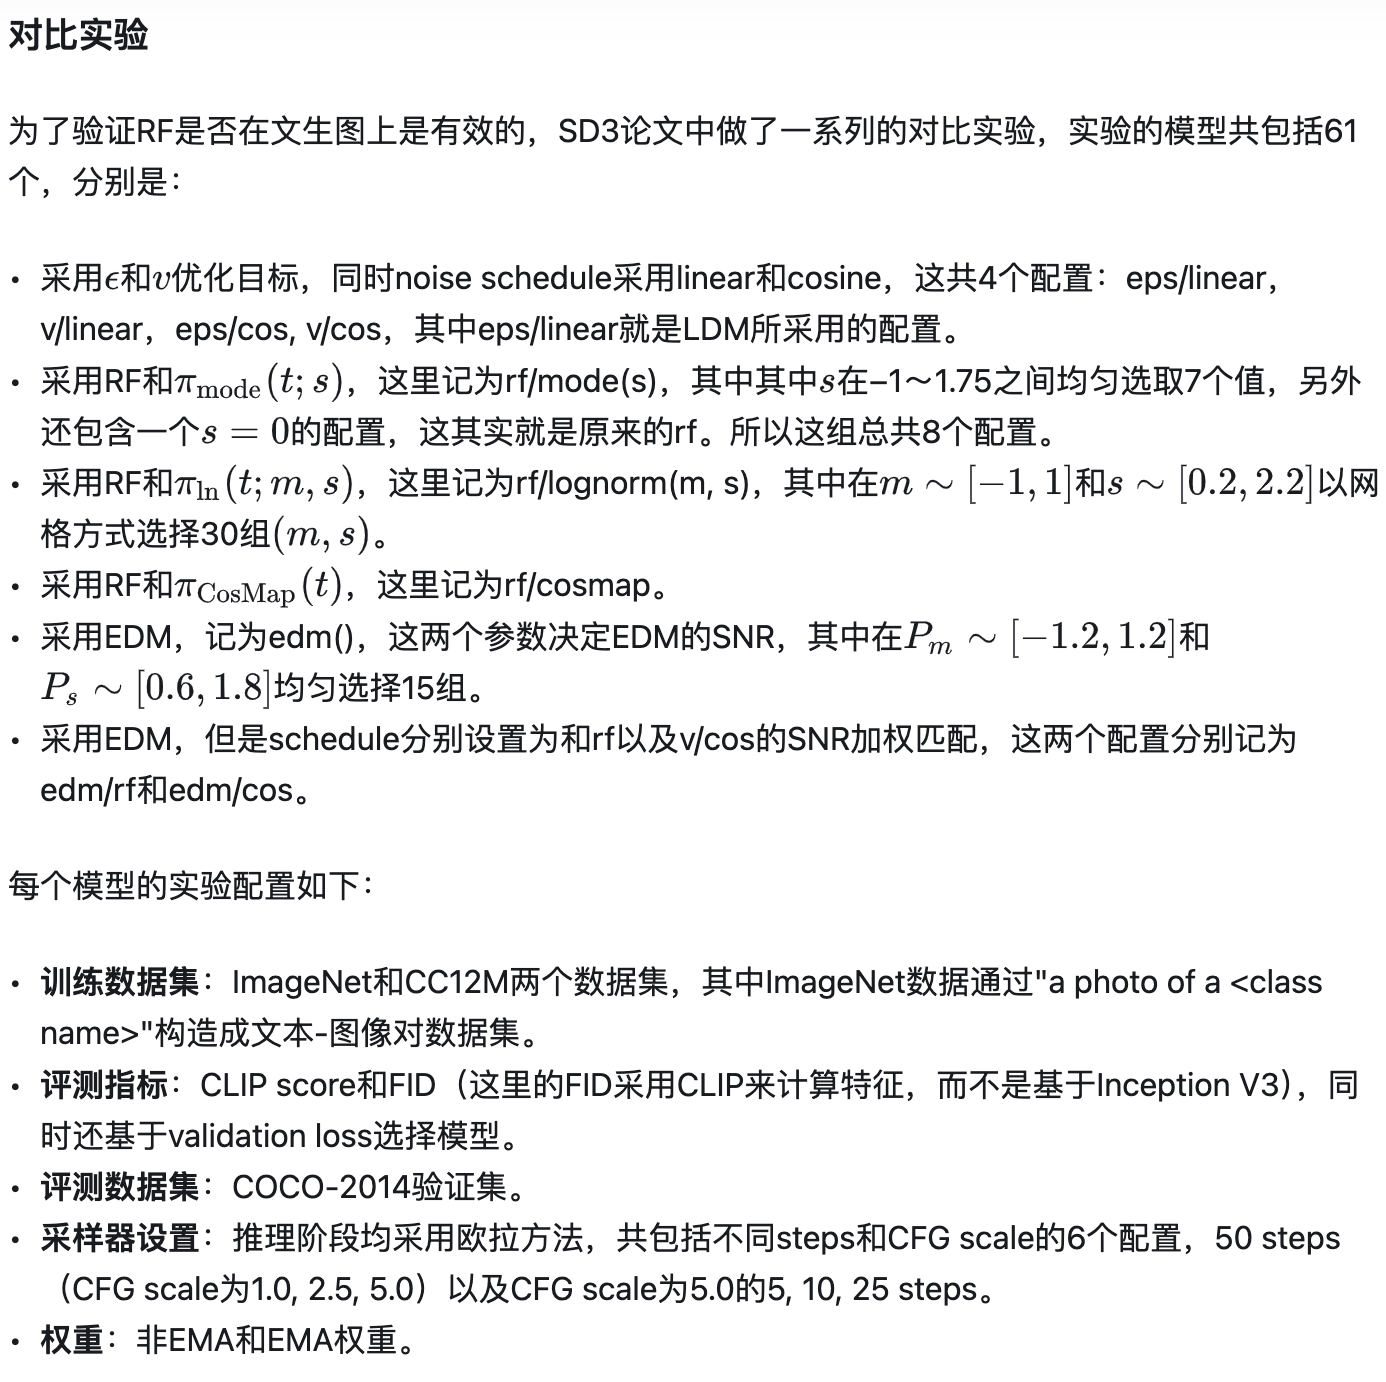 对比实验
为了验证RF是否在文生图上是有效的，SD3论文中做了一系列的对比实验，实验的模型共包括61
个，分别是：
• 采用ϵ和v优化目标，同时noise schedule采用linear和cosine，这共4个配置：eps/linear，
v/linear，eps/cos, v/cos，其中eps/linear就是LDM所采用的配置。
• 采用RF和π_mode(t; s)，这里记为rf/mode(s)，其中其中s在–1～1.75之间均匀选取7个值，另外
还包含一个s = 0的配置，这其实就是原来的rf。所以这组总共8个配置。
• 采用RF和π_ln(t; m, s)，这里记为rf/lognorm(m, s)，其中在m ∼ [−1, 1]和s ∼ [0.2, 2.2]以网
格方式选择30组(m, s)。
• 采用RF和π_CosMap(t)，这里记为rf/cosmap。
• 采用EDM，记为edm()，这两个参数决定EDM的SNR，其中在P_m ∼ [−1.2, 1.2]和
P_s ∼ [0.6, 1.8]均匀选择15组。
• 采用EDM，但是schedule分别设置为和rf以及v/cos的SNR加权匹配，这两个配置分别记为
edm/rf和edm/cos。
每个模型的实验配置如下：
• 训练数据集：ImageNet和CC12M两个数据集，其中ImageNet数据通过"a photo of a <class
name>"构造成文本-图像对数据集。
• 评测指标：CLIP score和FID（这里的FID采用CLIP来计算特征，而不是基于Inception V3），同
时还基于validation loss选择模型。
• 评测数据集：COCO-2014验证集。
• 采样器设置：推理阶段均采用欧拉方法，共包括不同steps和CFG scale的6个配置，50 steps
（CFG scale为1.0, 2.5, 5.0）以及CFG scale为5.0的5, 10, 25 steps。
• 权重：非EMA和EMA权重。